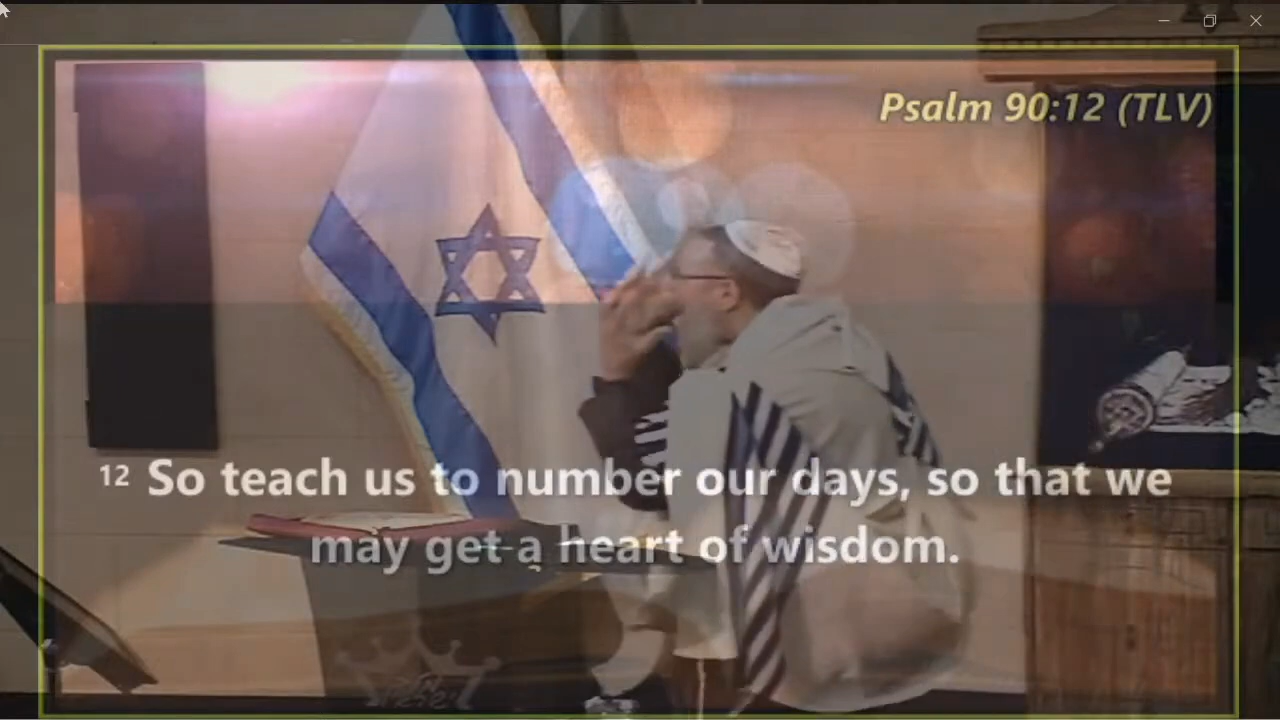 Psalm 90:12 (TLV)
12 So teach us to number our days, so that we
may get a heart of wisdom.